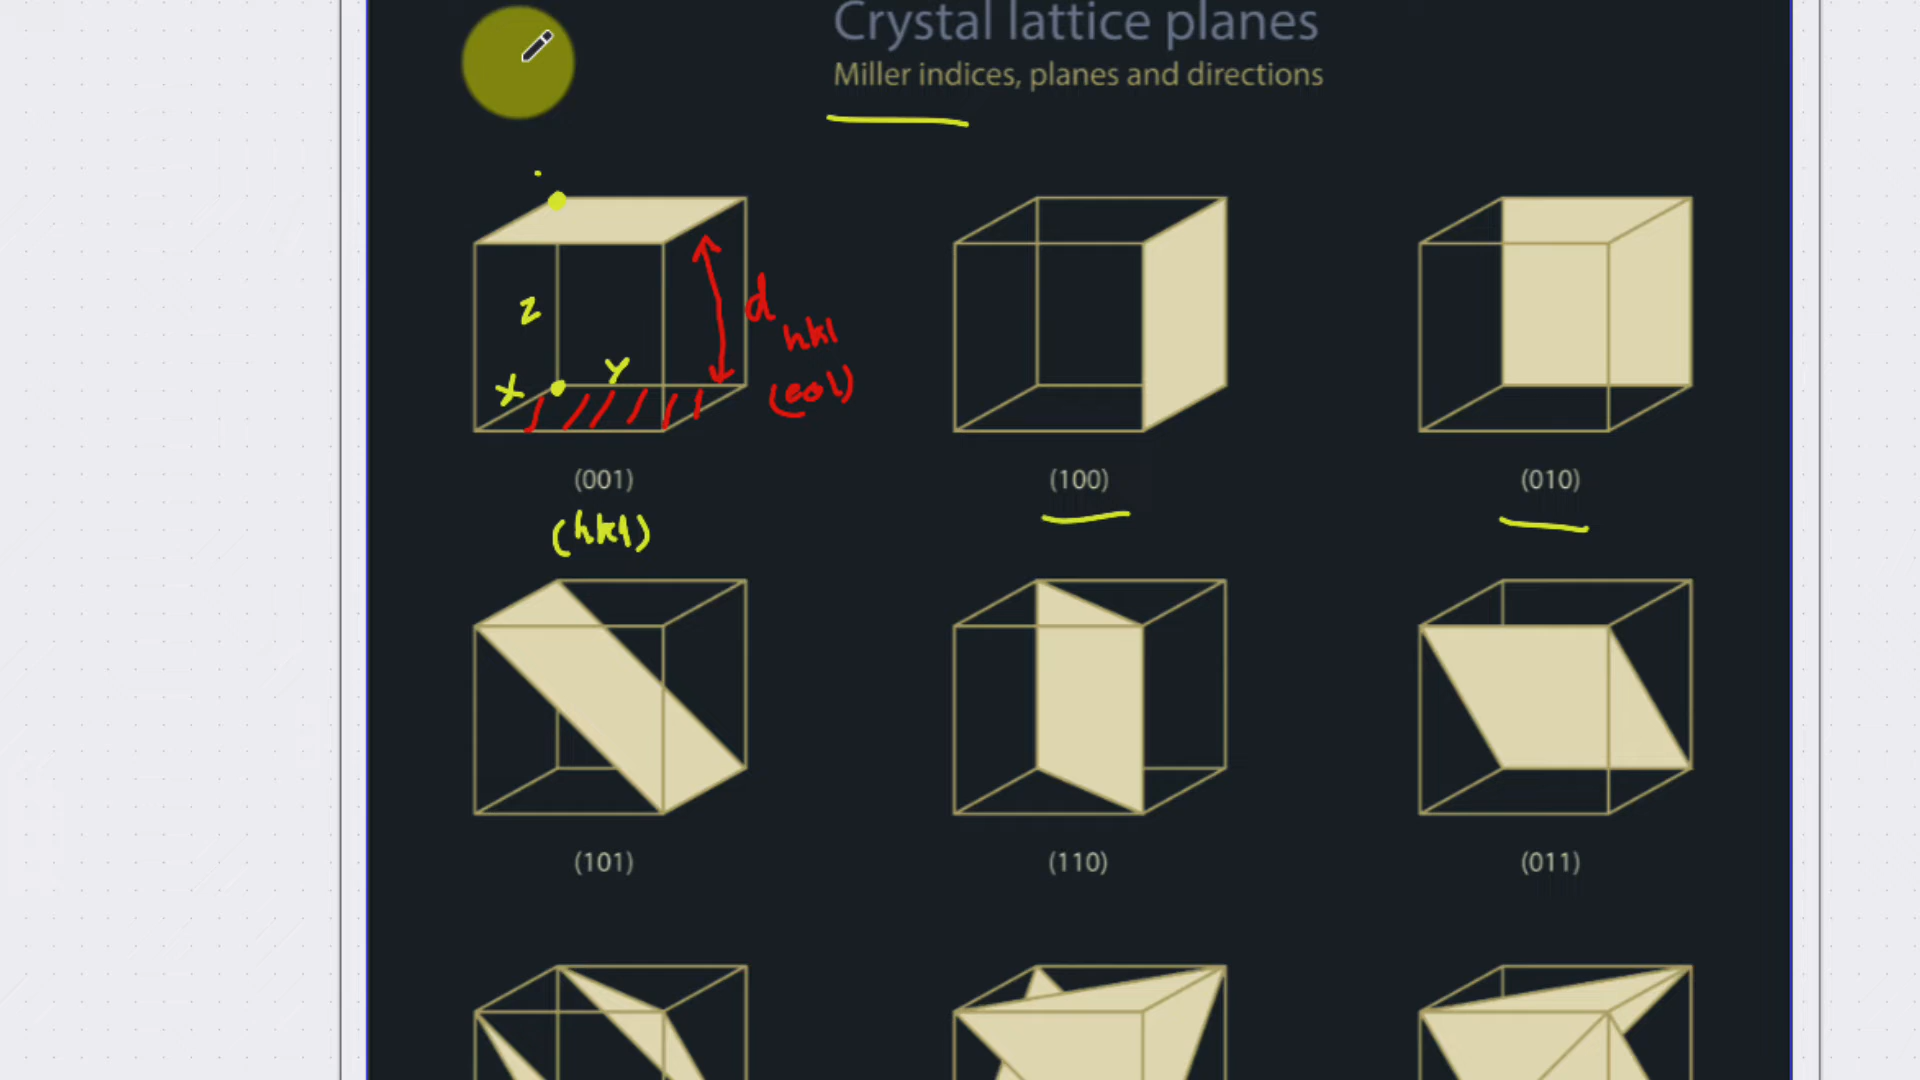 Crystal lattice planes
Miller indices, planes and directions
z
x
y
d
hkl
(001)
(001) (100) (010)
(hkl)
(101) (110) (011)